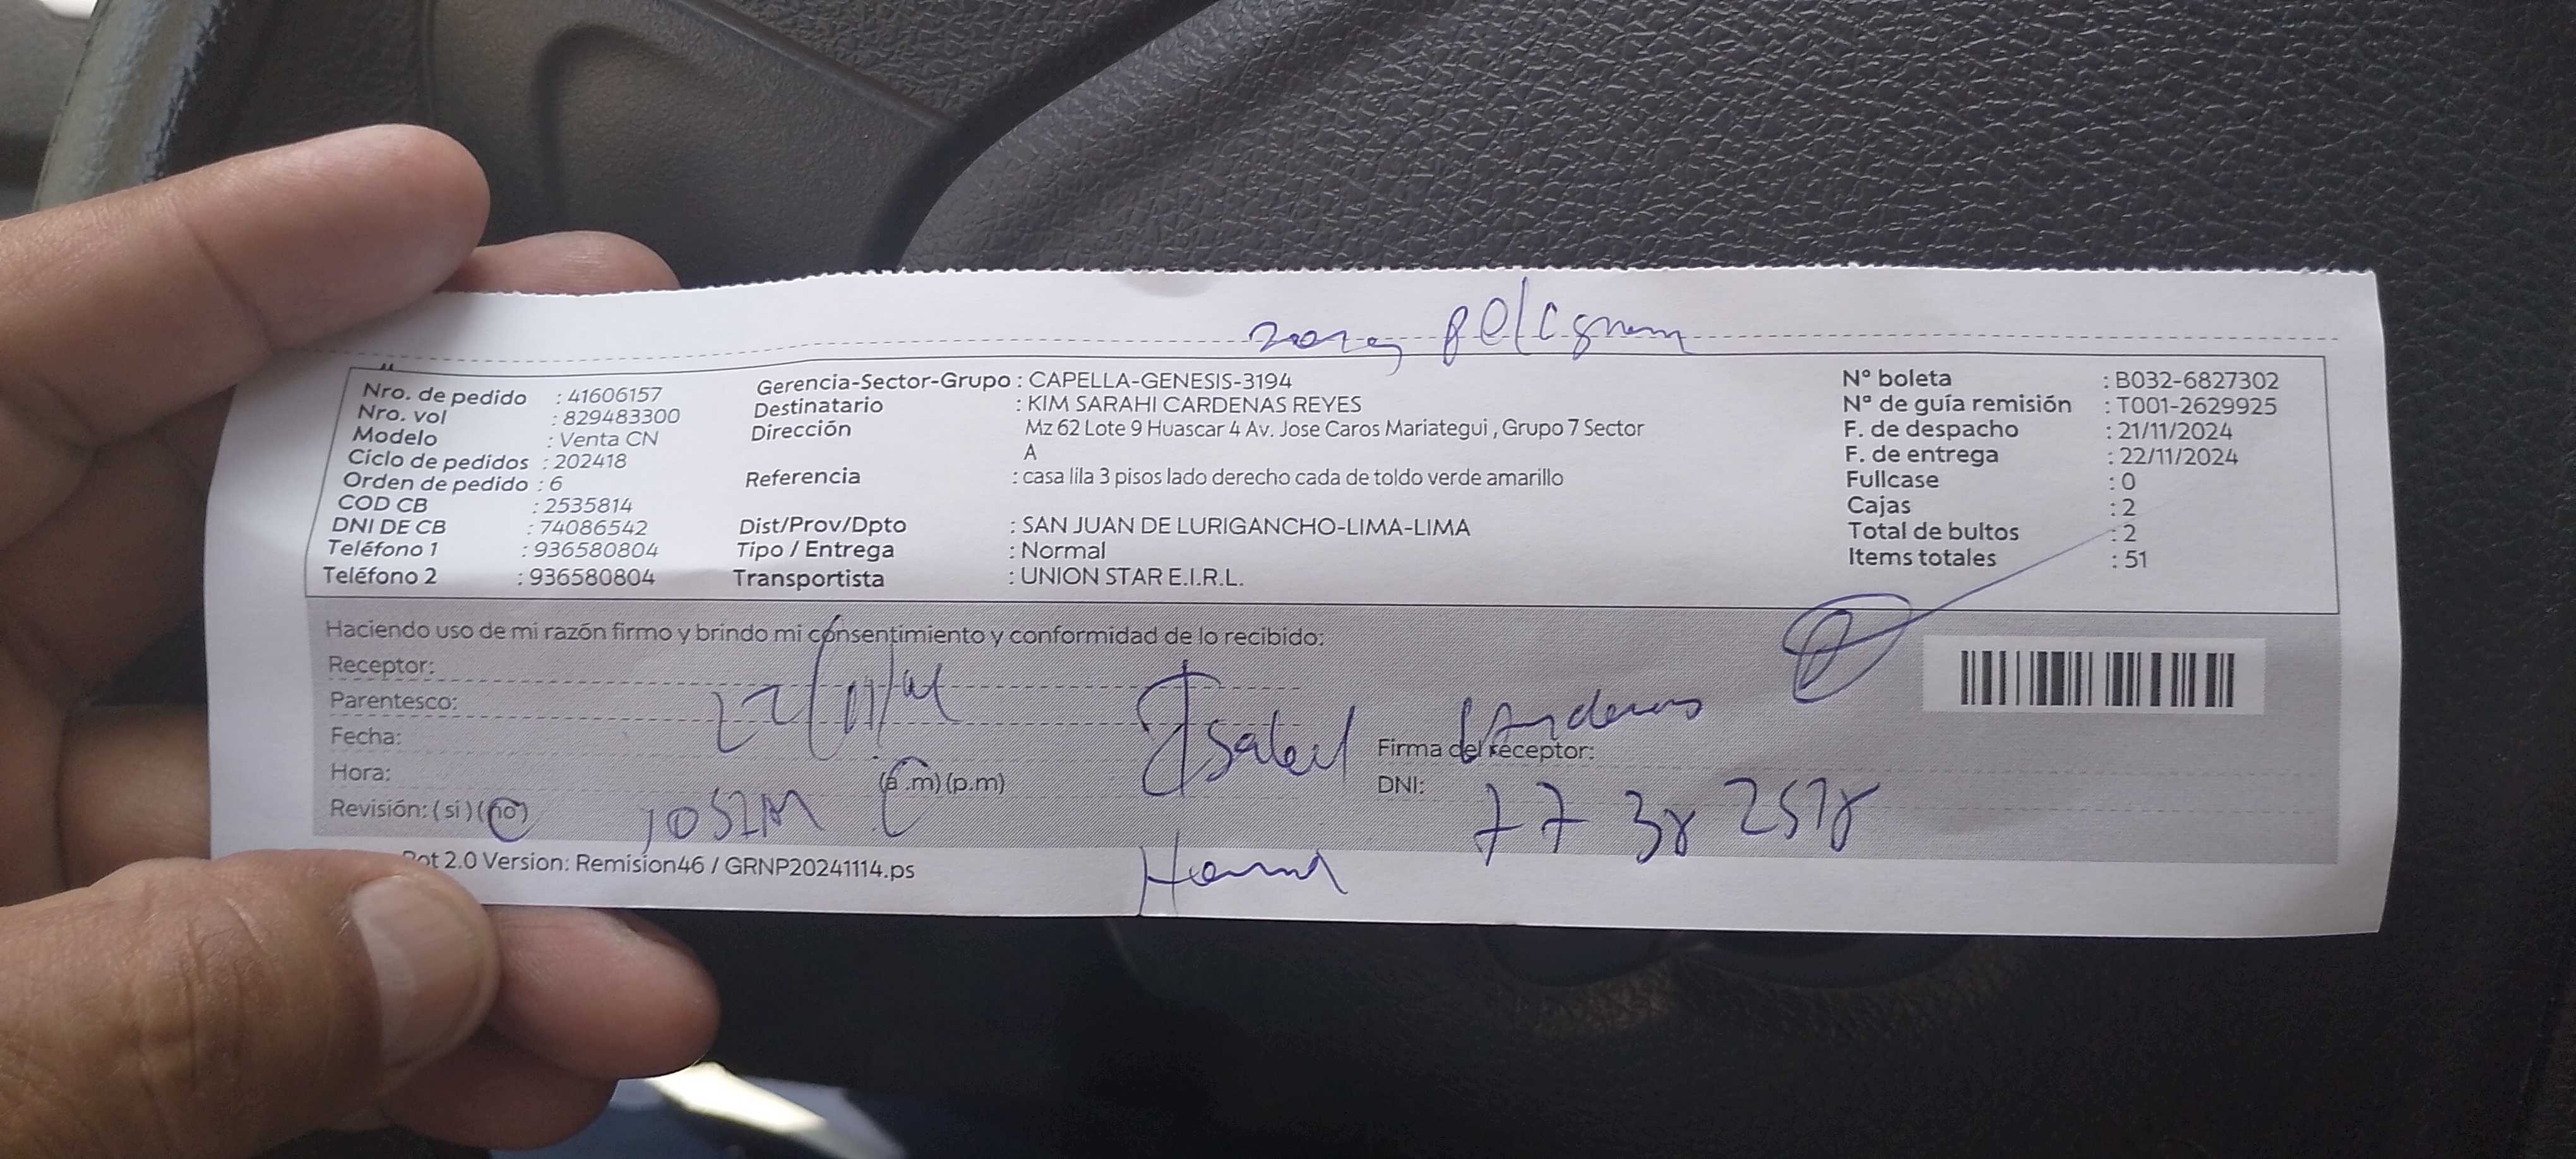 Nro. de pedido : 41606157
Nro. vol : 829483300
Modelo : Venta CN
Ciclo de pedidos : 202418
Orden de pedido : 6
COD CB : 2535814
DNI DE CB : 74086542
Teléfono 1 : 936580804
Teléfono 2 : 936580804
Gerencia-Sector-Grupo : CAPELLA-GENESIS-3194
Destinatario : KIM SARAHI CARDENAS REYES
Dirección Mz 62 Lote 9 Huascar 4 Av. Jose Caros Mariategui , Grupo 7 Sector
A
Referencia : casa lila 3 pisos lado derecho cada de toldo verde amarillo
Dist/Prov/Dpto : SAN JUAN DE LURIGANCHO-LIMA-LIMA
Tipo / Entrega : Normal
Transportista : UNION STAR E.I.R.L.
Nº boleta : B032-6827302
Nº de guía remisión : T001-2629925
F. de despacho : 21/11/2024
F. de entrega : 22/11/2024
Fullcase : 0
Cajas : 2
Total de bultos : 2
Items totales : 51
Haciendo uso de mi razón firmo y brindo mi consentimiento y conformidad de lo recibido:
Receptor:
Parentesco:
Fecha: 22/11/
Hora: (a.m) (p.m)
Revisión: ( si ) (no)
Isabel
Firma del receptor:
DNI: 77 38 2578
2.0 Version: Remision46 / GRNP20241114.ps